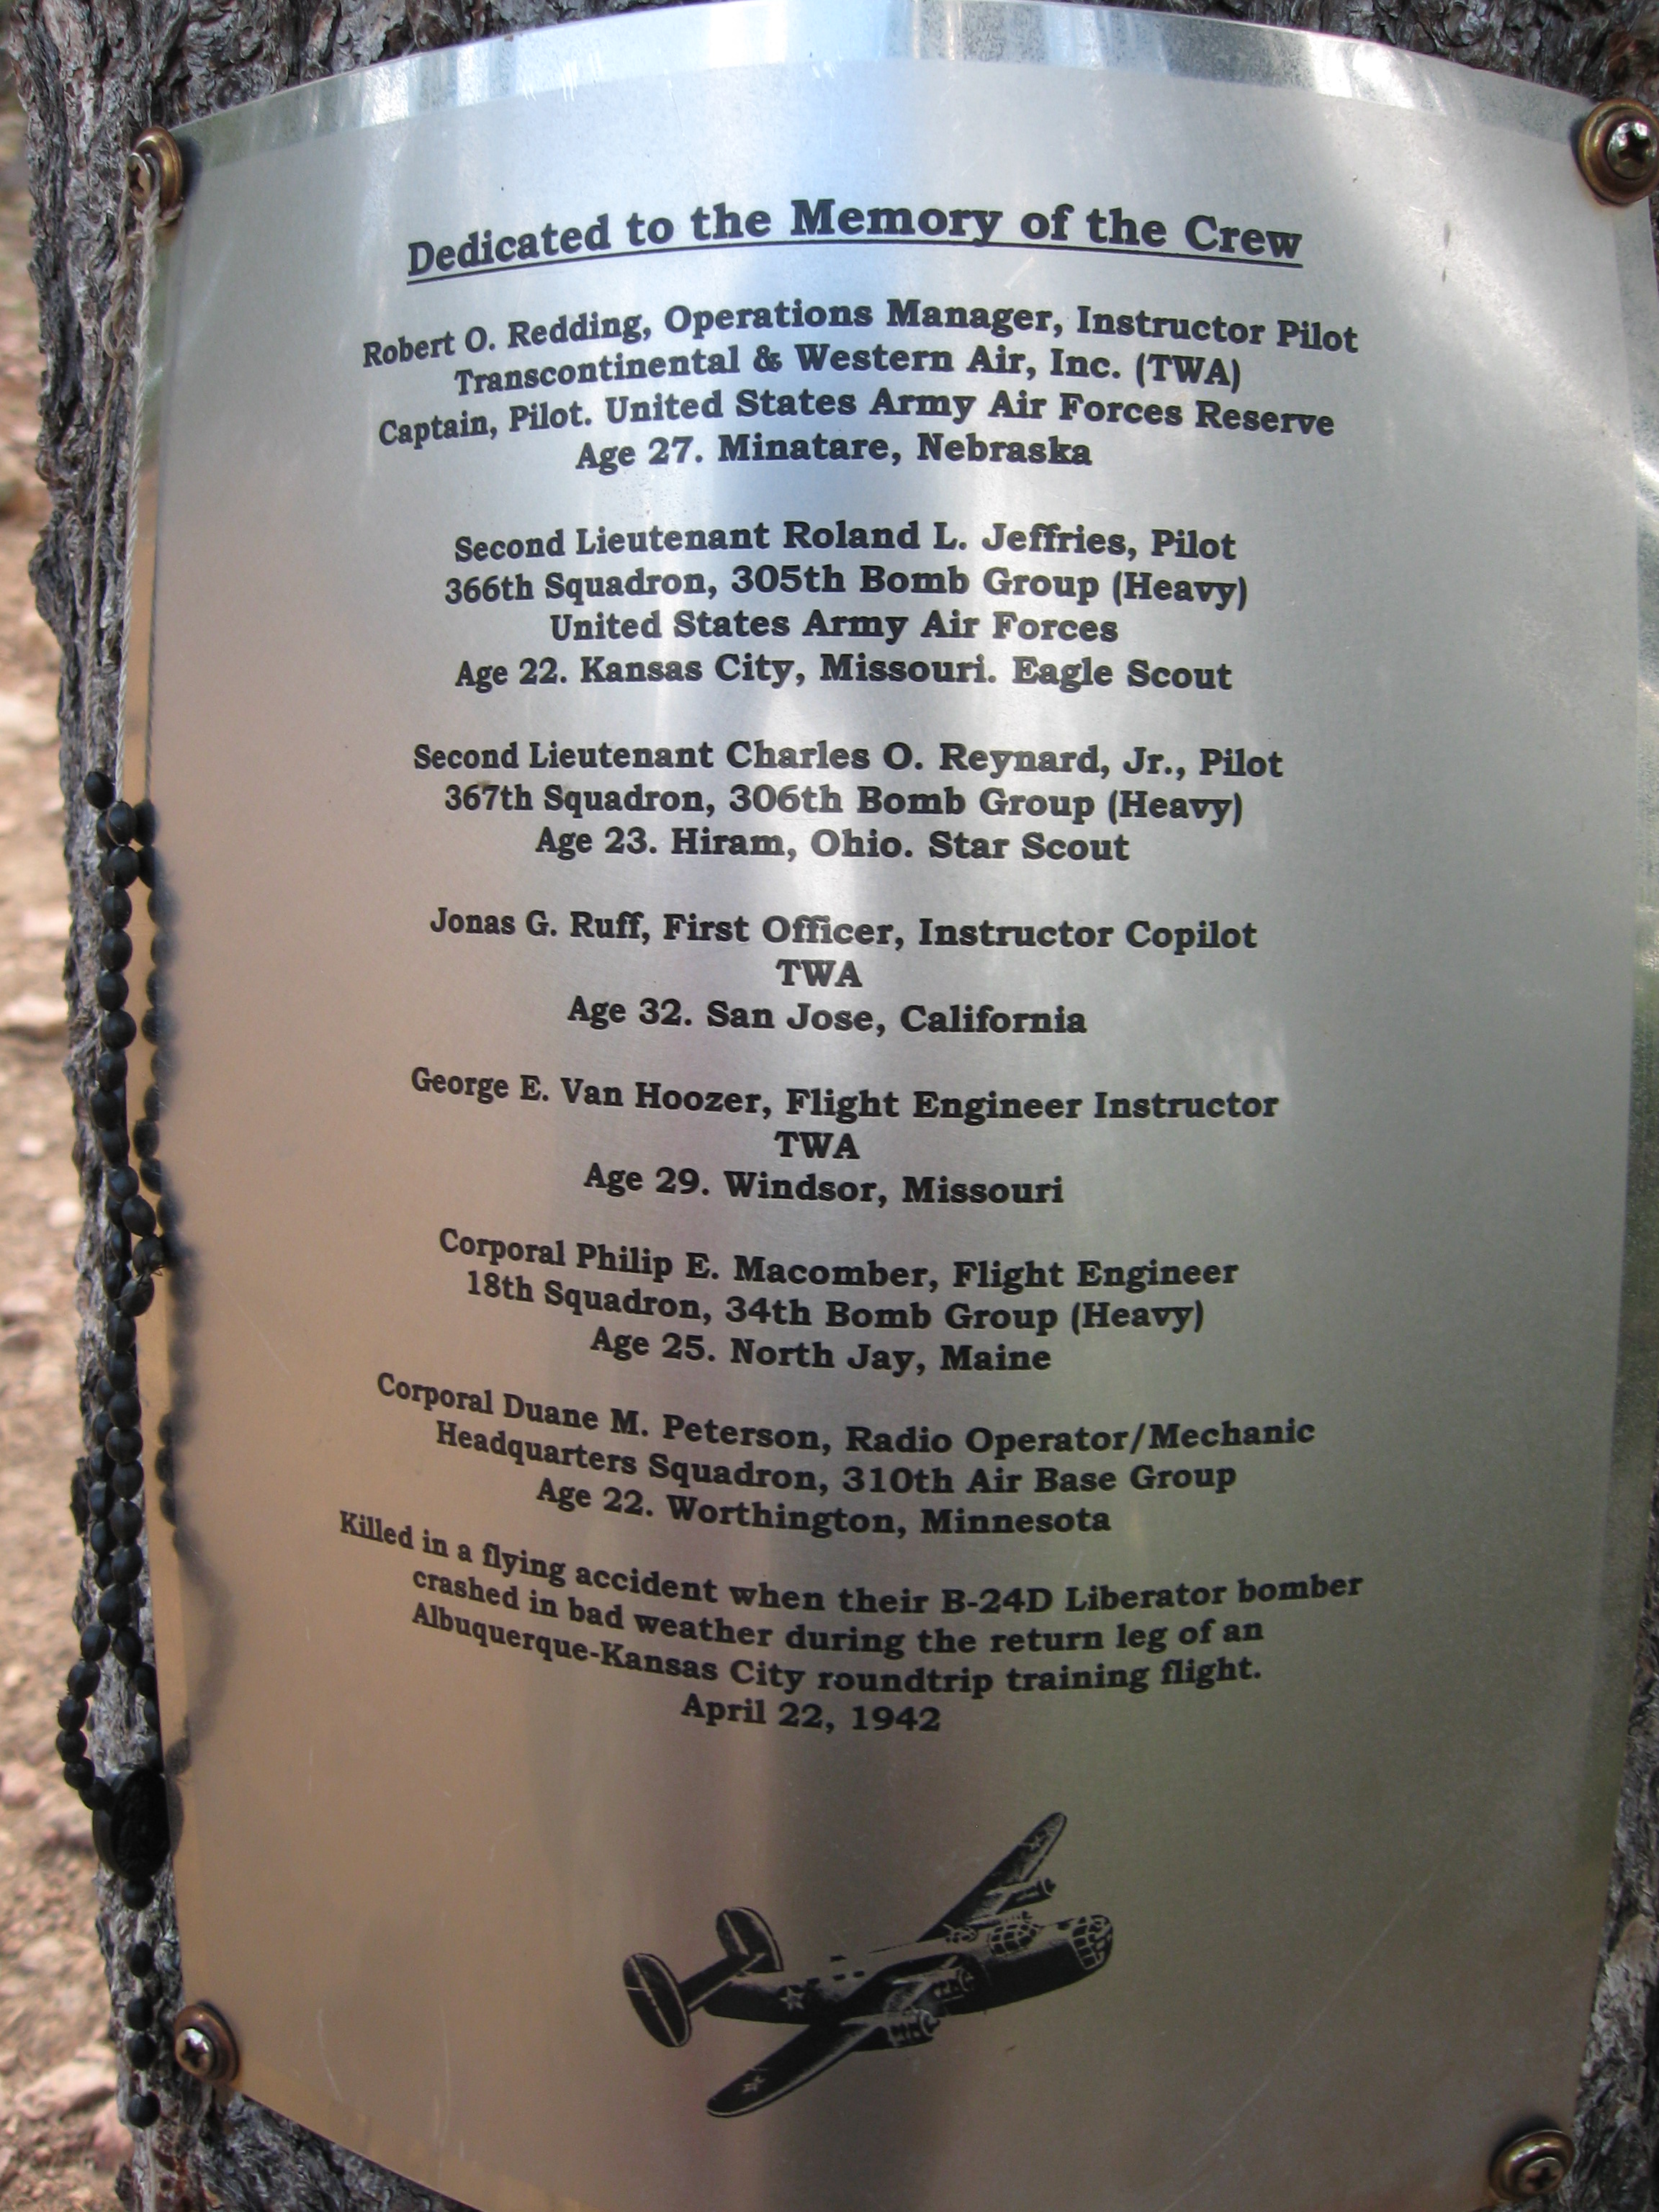 Dedicated to the Memory of the Crew
Robert O. Redding, Operations Manager, Instructor Pilot
Transcontinental & Western Air, Inc. (TWA)
Captain, Pilot. United States Army Air Forces Reserve
Age 27. Minatare, Nebraska
Second Lieutenant Roland L. Jeffries, Pilot
366th Squadron, 305th Bomb Group (Heavy)
United States Army Air Forces
Age 22. Kansas City, Missouri. Eagle Scout
Second Lieutenant Charles O. Reynard, Jr., Pilot
367th Squadron, 306th Bomb Group (Heavy)
Age 23. Hiram, Ohio. Star Scout
Jonas G. Ruff, First Officer, Instructor Copilot
TWA
Age 32. San Jose, California
George E. Van Hoozer, Flight Engineer Instructor
TWA
Age 29. Windsor, Missouri
Corporal Philip E. Macomber, Flight Engineer
18th Squadron, 34th Bomb Group (Heavy)
Age 25. North Jay, Maine
Corporal Duane M. Peterson, Radio Operator/Mechanic
Headquarters Squadron, 310th Air Base Group
Age 22. Worthington, Minnesota
Killed in a flying accident when their B-24D Liberator bomber
crashed in bad weather during the return leg of an
Albuquerque-Kansas City roundtrip training flight.
April 22, 1942